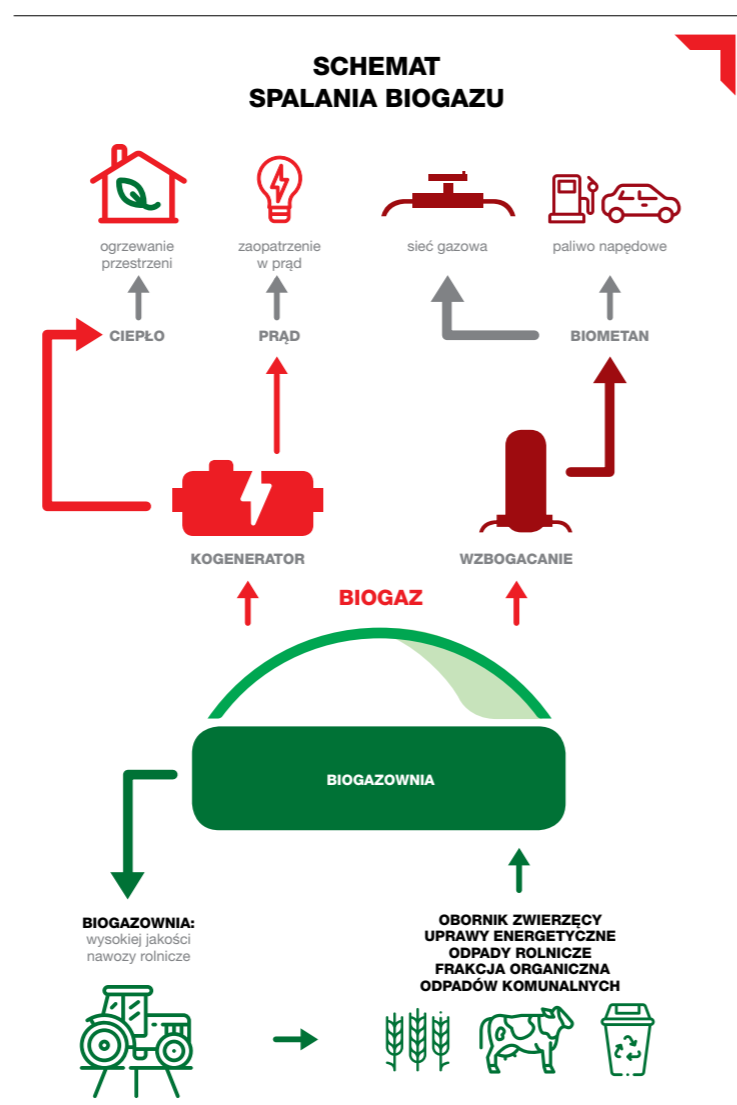 SCHEMAT
SPALANIA BIOGAZU
ogrzewanie
przestrzeni
zaopatrzenie
w prąd
sieć gazowa
paliwo napędowe
CIEPŁO
PRĄD
BIOMETAN
KOGENERATOR
WZBOGACANIE
BIOGAZ
BIOGAZOWNIA
BIOGAZOWNIA:
wysokiej jakości
nawozy rolnicze
OBORNIK ZWIERZĘCY
UPRAWY ENERGETYCZNE
ODPADY ROLNICZE
FRAKCJA ORGANICZNA
ODPADÓW KOMUNALNYCH